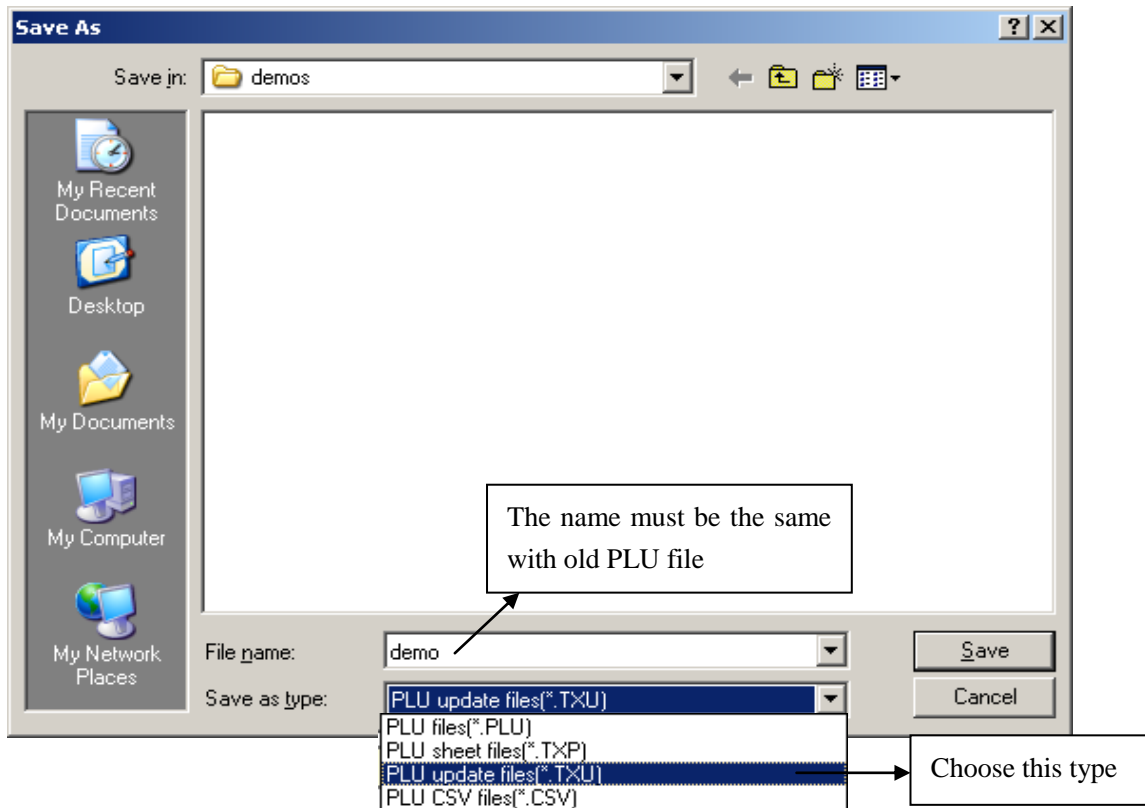 Save As
Save in:
demos
My Recent
Documents
Desktop
My Documents
My Computer
My Network
Places
The name must be the same
with old PLU file
File name:
demo
Save
Save as type:
PLU update files(*.TXU)
Cancel
PLU files(*.PLU)
PLU sheet files(*.TXP)
PLU update files(*.TXU)
PLU CSV files(*.CSV)
Choose this type